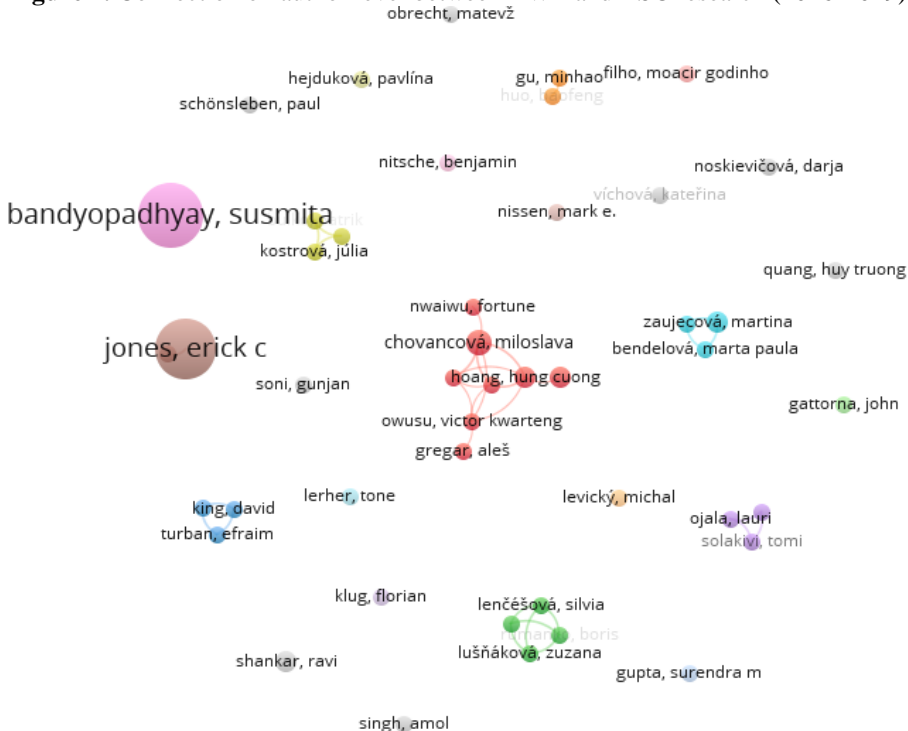 obrecht, matevž
hejduková, pavlína
gu, minhao
filho, moacir godinho
huo, baofeng
schönsleben, paul
nitsche, benjamin
noskievičová, darja
víchová, kateřina
bandyopadhyay, susmita
nissen, mark e.
kostrová, júlia
quang, huy truong
nwaiwu, fortune
zaujecová, martina
chovancová, miloslava
jones, erick c
bendelová, marta paula
hoang, hung cuong
soni, gunjan
gattorna, john
owusu, victor kwarteng
gregar, aleš
lerher, tone
levický, michal
king, david
ojala, lauri
turban, efraim
solakivi, tomi
klug, florian
lenčéšová, silvia
boris
lušňáková, zuzana
shankar, ravi
gupta, surendra m
singh, amol